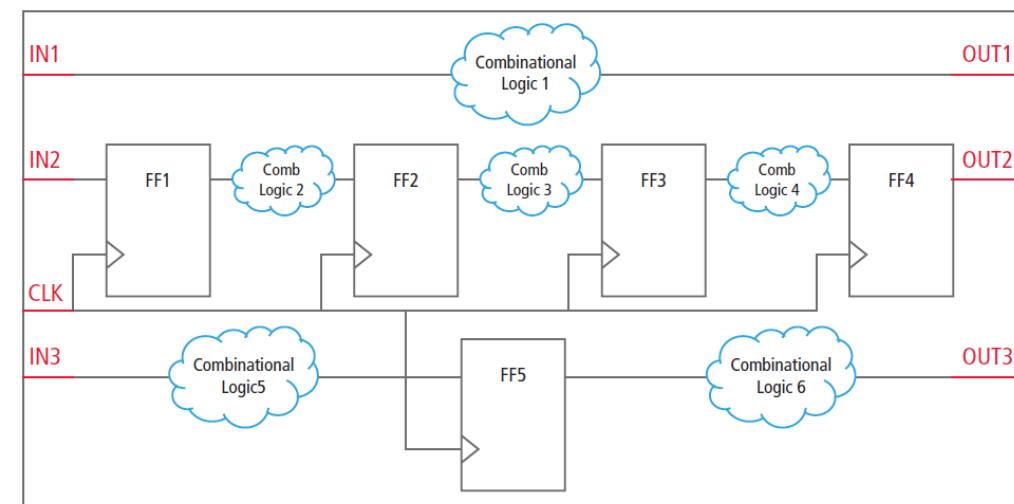 IN1
Combinational
Logic 1
OUT1
IN2
FF1
Comb
Logic 2
FF2
Comb
Logic 3
FF3
Comb
Logic 4
FF4
OUT2
CLK
IN3
Combinational
Logic5
FF5
Combinational
Logic 6
OUT3